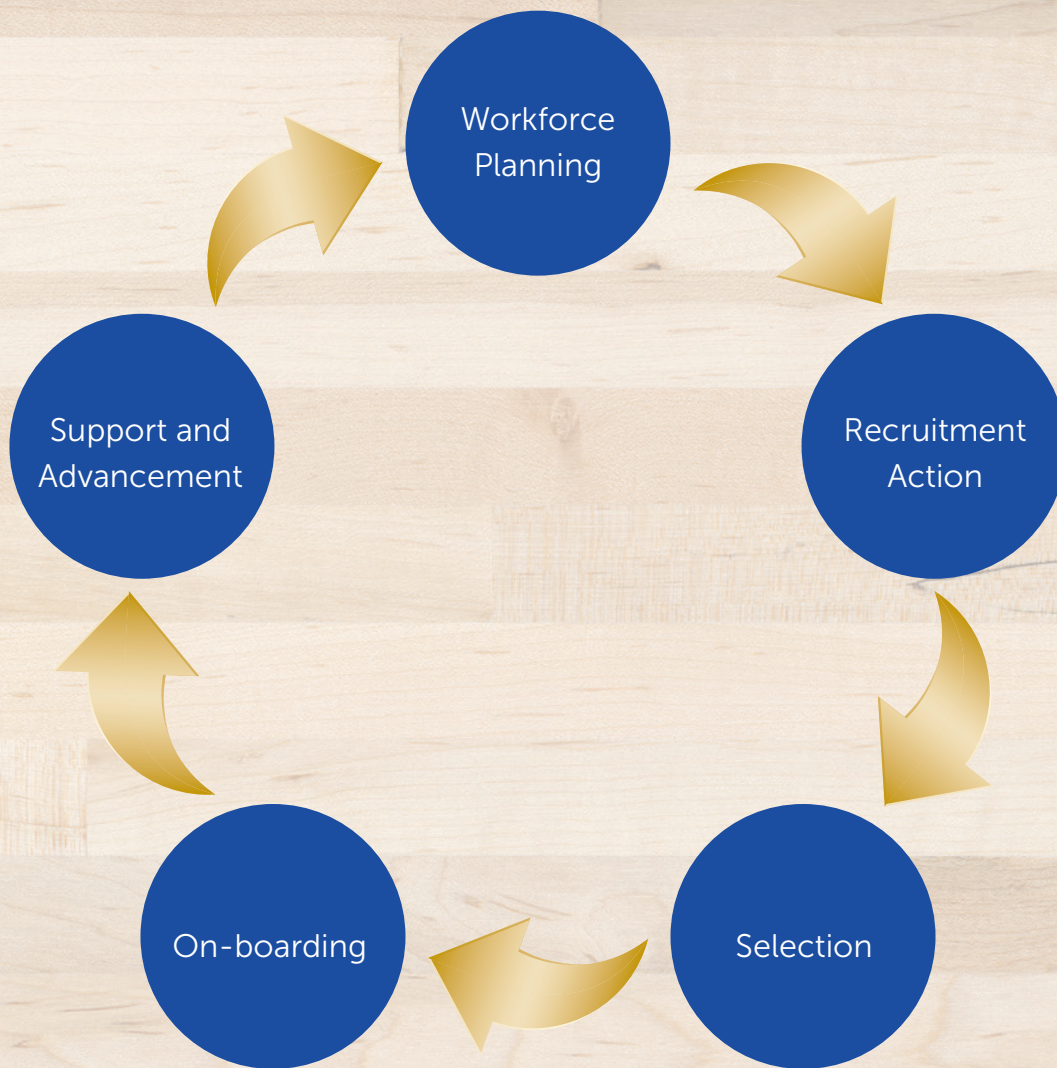 Workforce
Planning
Recruitment
Action
Selection
On-boarding
Support and
Advancement